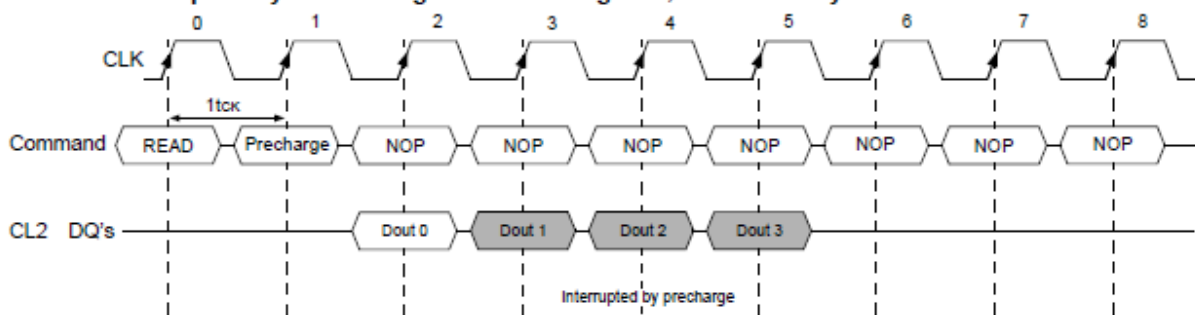 0 1 2 3 4 5 6 7 8
CLK
1tCK
Command READ Precharge NOP NOP NOP NOP NOP NOP NOP
CL2 DQ's Dout 0 Dout 1 Dout 2 Dout 3
Interrupted by precharge